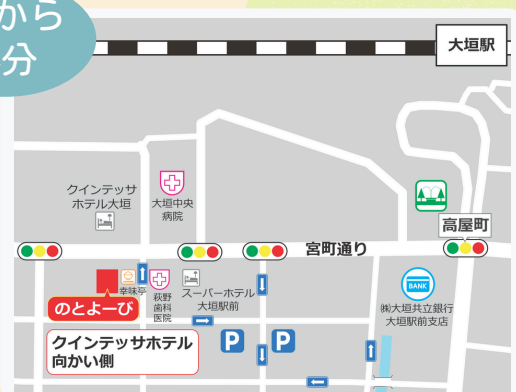 から
分
大垣駅
クインテッサ
ホテル大垣
大垣中央
病院
高屋町
宮町通り
幸味亭
荻野
歯科
医院
スーパーホテル
大垣駅前
BANK
㈱大垣共立銀行
大垣駅前支店
のとよーび
クインテッサホテル
向かい側
P
P